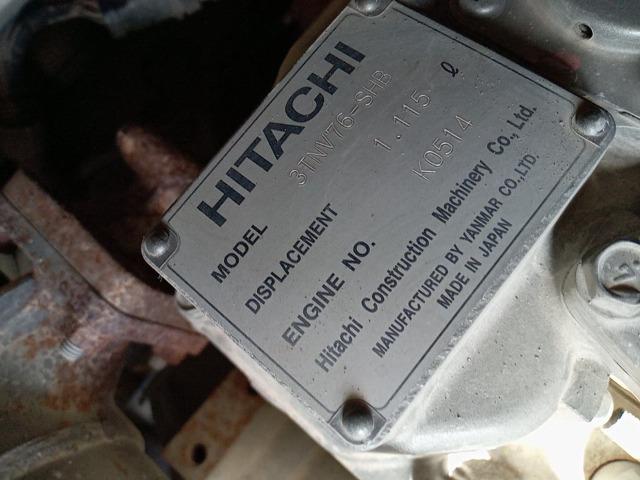 HITACHI
MODEL 3TNV76-SHB
DISPLACEMENT 1.115 ℓ
ENGINE NO. K0514
Hitachi Construction Machinery Co., Ltd.
MANUFACTURED BY YANMAR CO.,LTD.
MADE IN JAPAN